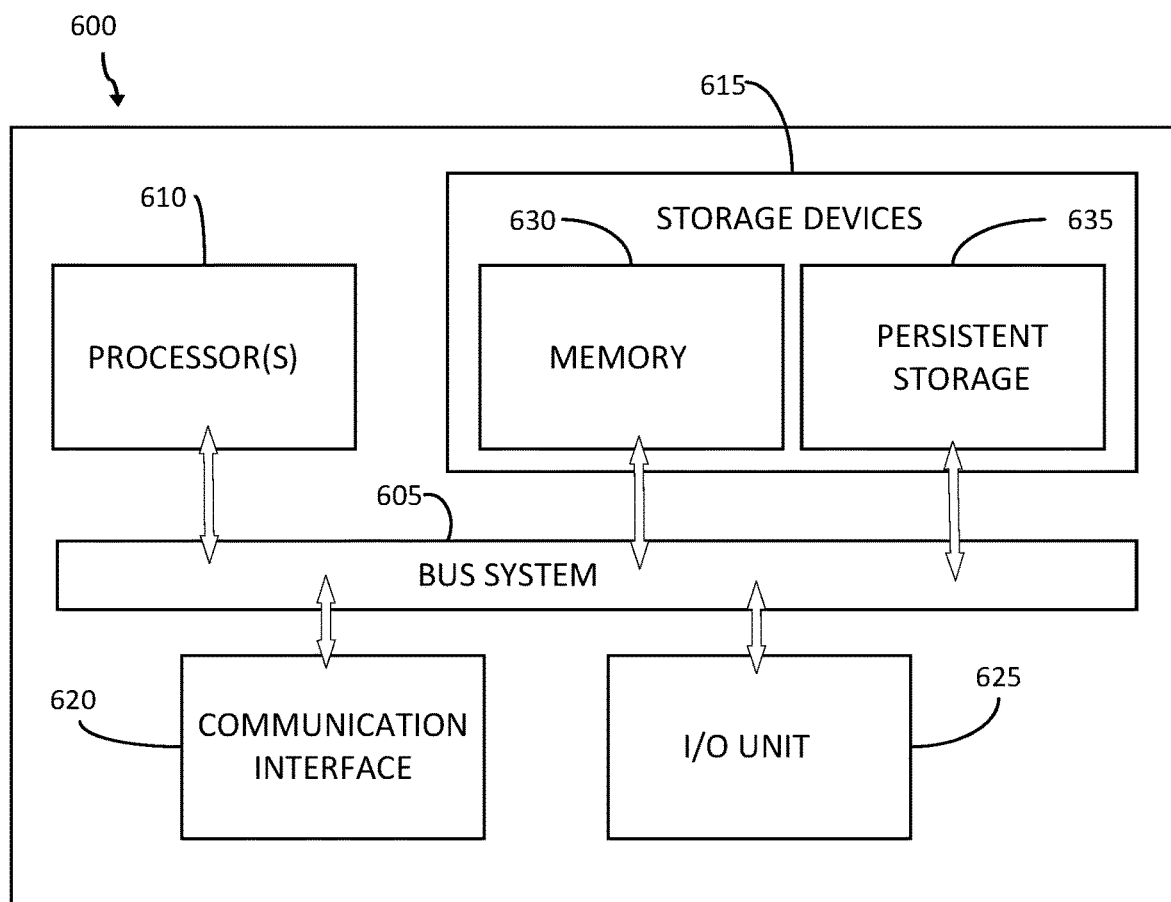 600
615
610
STORAGE DEVICES
630
635
PROCESSOR(S)
MEMORY
PERSISTENT
STORAGE
605
BUS SYSTEM
620
COMMUNICATION
INTERFACE
I/O UNIT
625